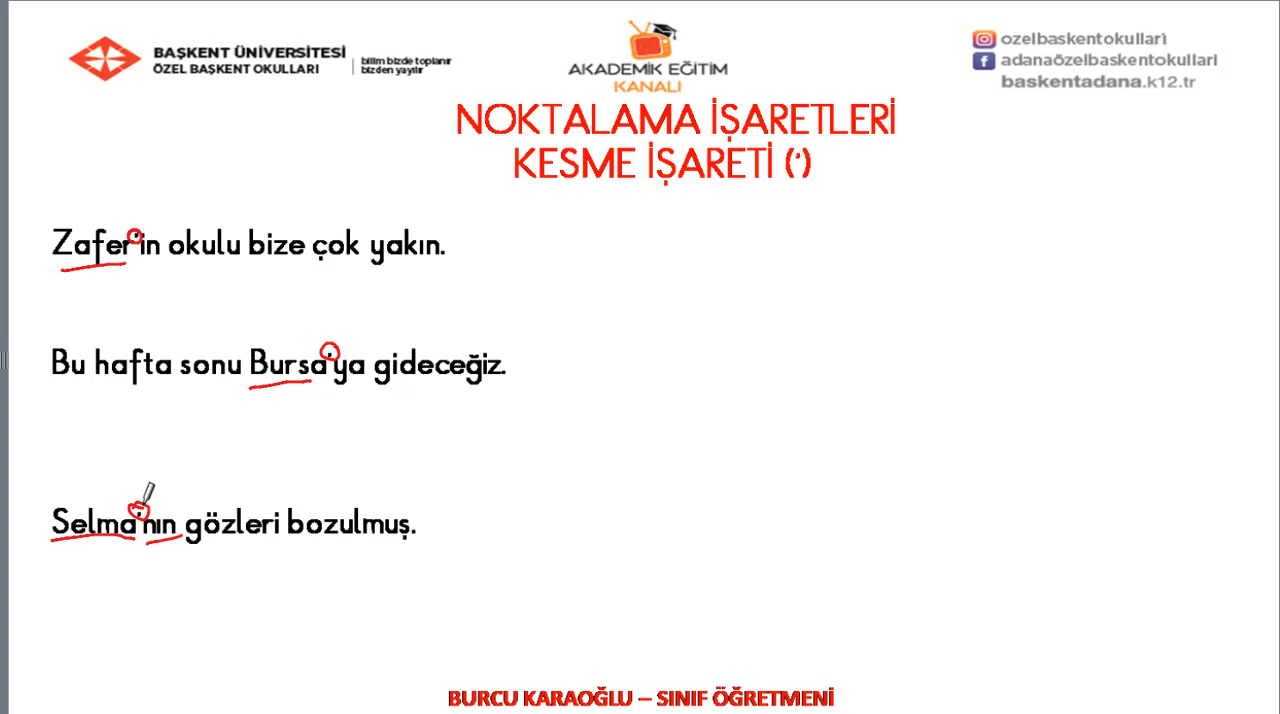 BAŞKENT ÜNİVERSİTESİ
ÖZEL BAŞKENT OKULLARI
bilim bizde toplanır
bizden yayılır
AKADEMİK EĞİTİM
KANALI
ozelbaskentokullari
adanaözelbaskentokullari
baskentadana.k12.tr
NOKTALAMA İŞARETLERİ
KESME İŞARETİ (')
Zafer'in okulu bize çok yakın.
Bu hafta sonu Bursa'ya gideceğiz.
Selma'nın gözleri bozulmuş.
BURCU KARAOĞLU – SINIF ÖĞRETMENİ